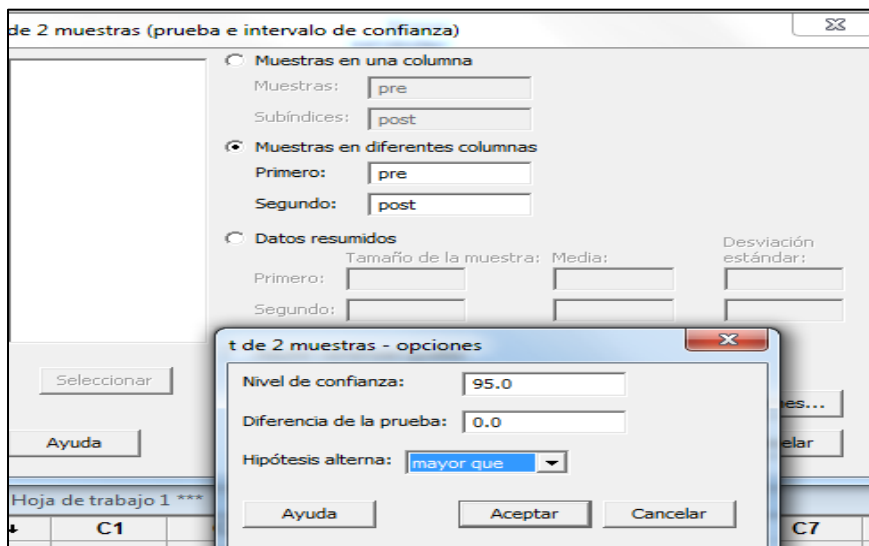 de 2 muestras (prueba e intervalo de confianza)
Muestras en una columna
Muestras: pre
Subíndices: post
Muestras en diferentes columnas
Primero: pre
Segundo: post
Datos resumidos
Tamaño de la muestra: Media: Desviación estándar:
Primero:
Segundo:
Seleccionar
Ayuda
nes...
elar
t de 2 muestras - opciones
Nivel de confianza: 95.0
Diferencia de la prueba: 0.0
Hipótesis alterna: mayor que
Ayuda Aceptar Cancelar
Hoja de trabajo 1 ***
C1 C7